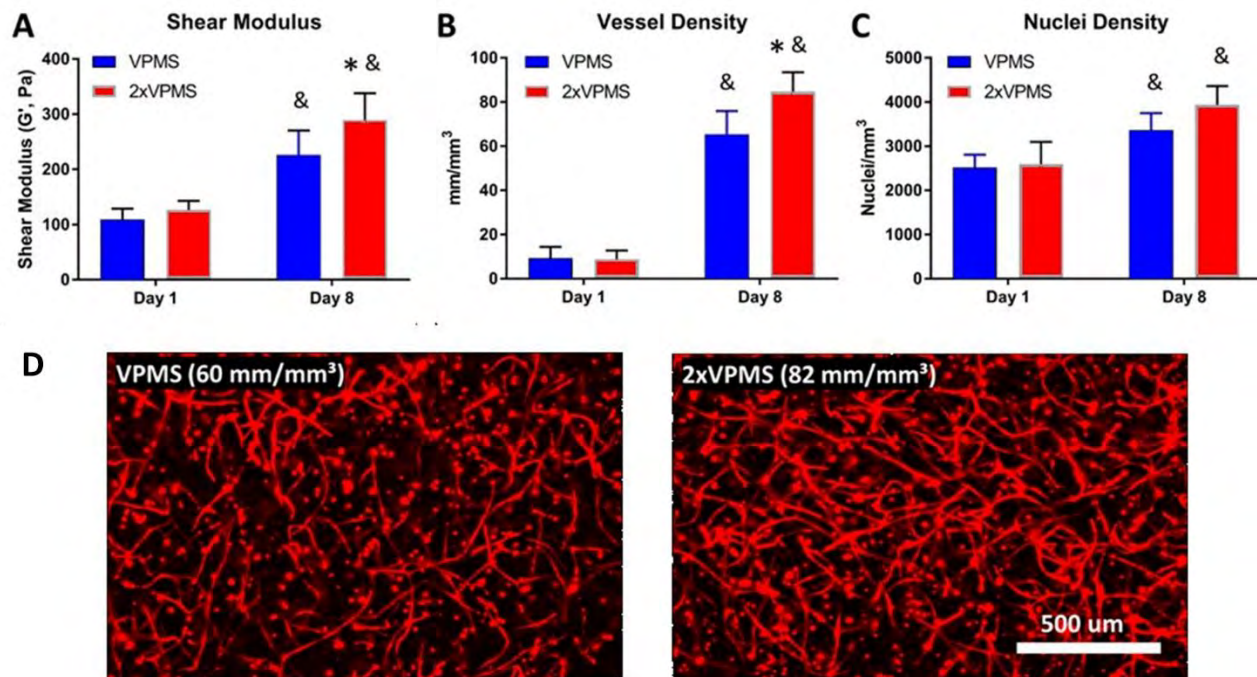 A
Shear Modulus
VPMS
2xVPMS
Shear Modulus (G', Pa)
400
300
200
100
0
&
* &
Day 1
Day 8
B
Vessel Density
VPMS
2xVPMS
mm/mm³
100
80
60
40
20
0
&
* &
Day 1
Day 8
C
Nuclei Density
VPMS
2xVPMS
Nuclei/mm³
5000
4000
3000
2000
1000
0
&
&
Day 1
Day 8
D
VPMS (60 mm/mm³)
2xVPMS (82 mm/mm³)
500 um